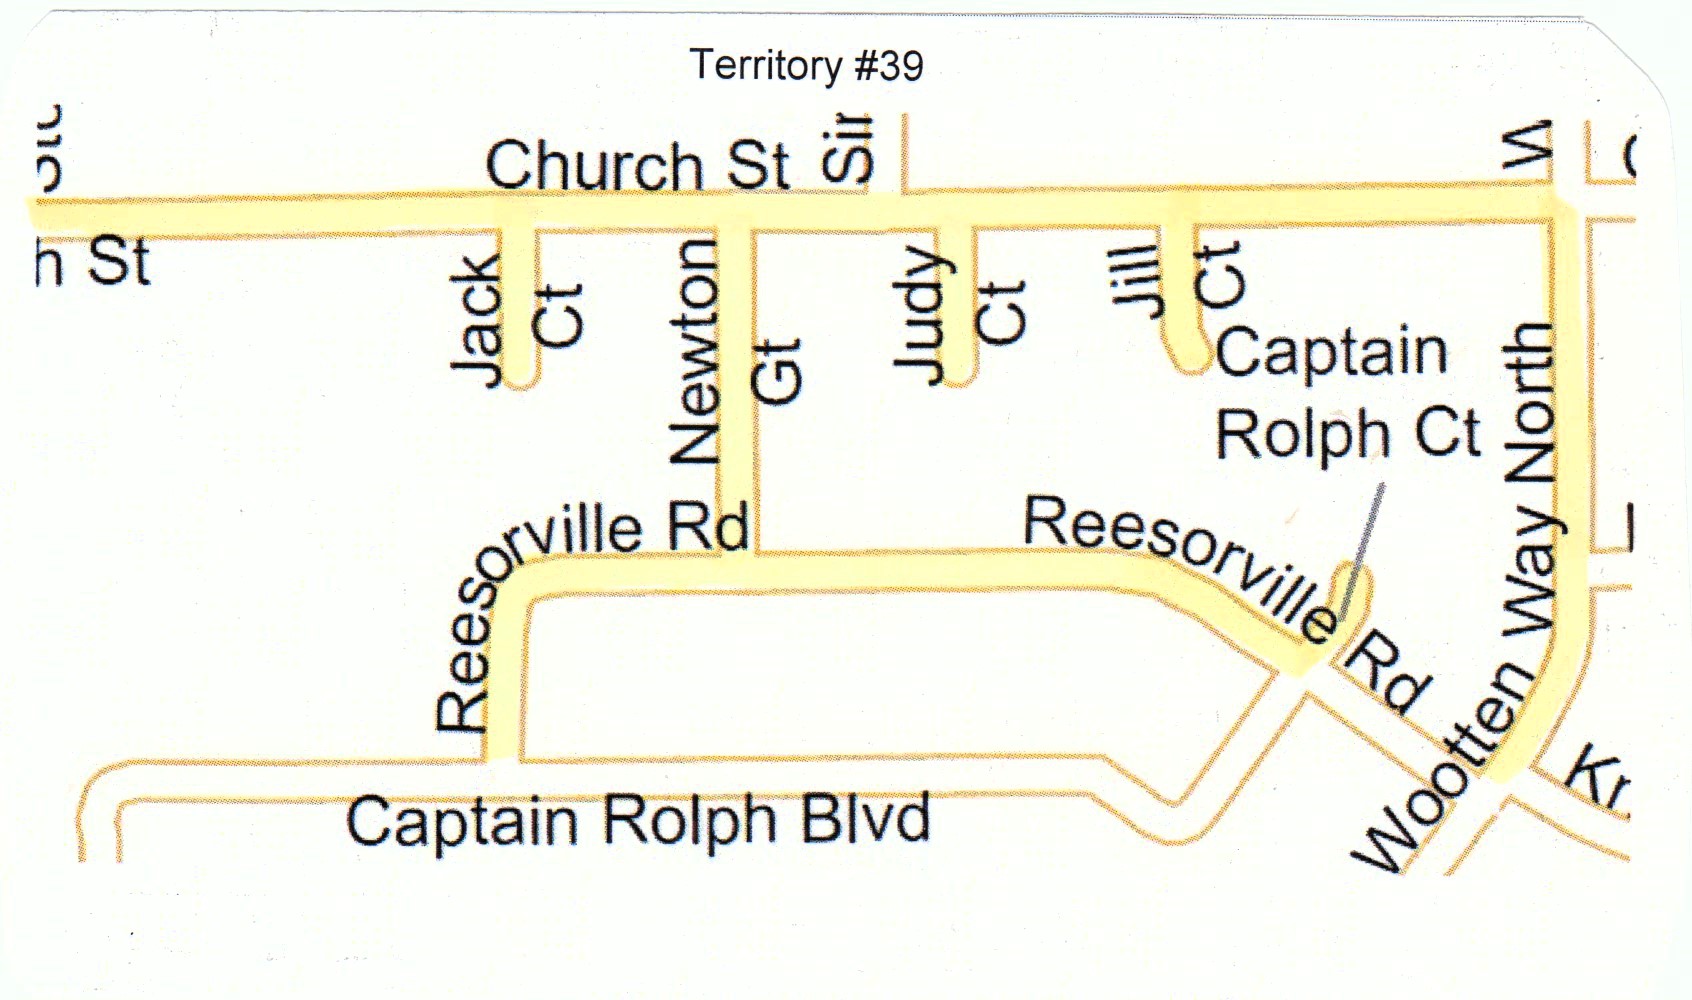 Territory #39
Church St
Sir
W
h St
Jack
Ct
Newton
Gt
Judy
Ct
Jill
Ct
Captain
Rolph Ct
Wootten Way North
Reesorville Rd
Reesorville Rd
Captain Rolph Blvd